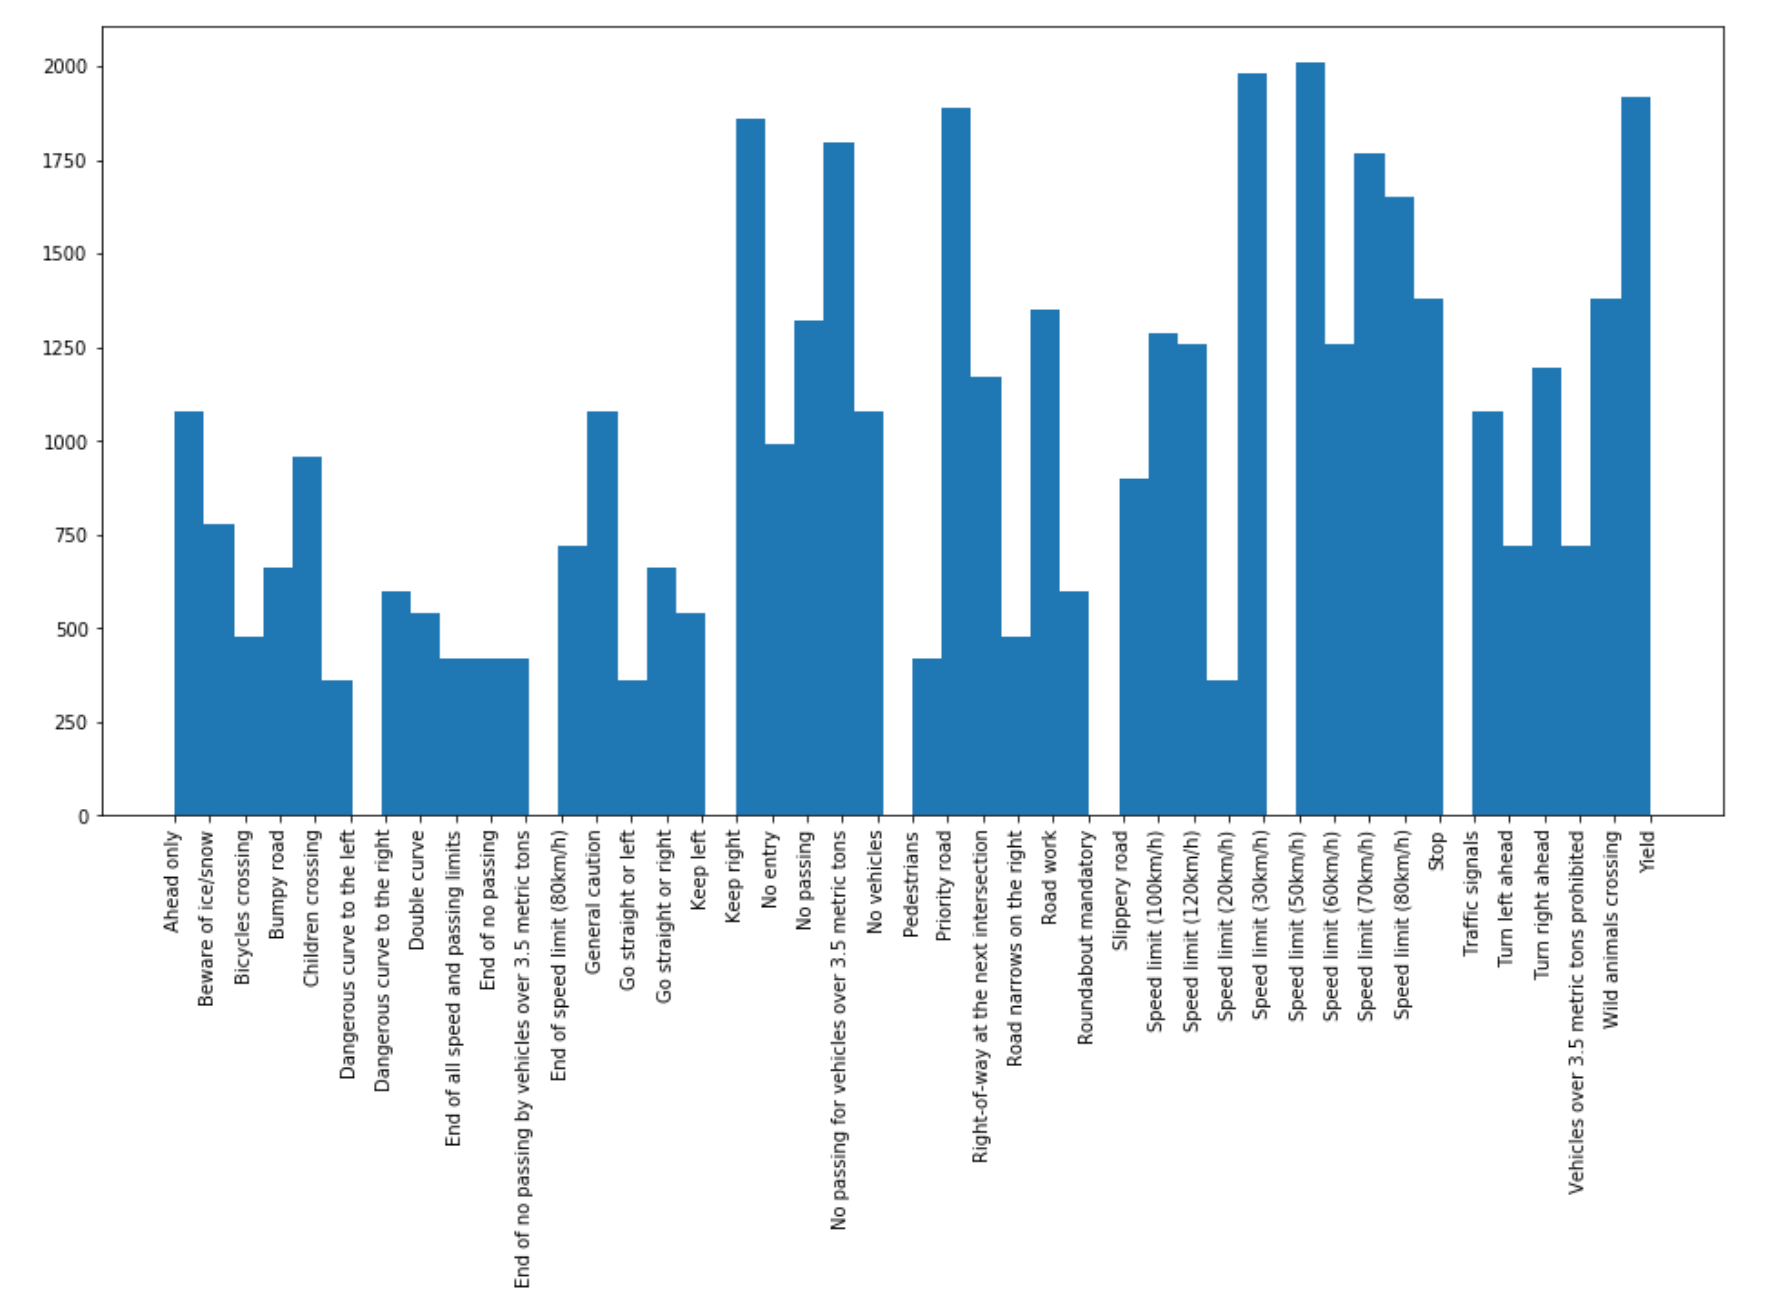 2000
1750
1500
1250
1000
750
500
250
0
Ahead only
Beware of ice/snow
Bicycles crossing
Bumpy road
Children crossing
Dangerous curve to the left
Dangerous curve to the right
Double curve
End of all speed and passing limits
End of no passing
End of no passing by vehicles over 3.5 metric tons
End of speed limit (80km/h)
General caution
Go straight or left
Go straight or right
Keep left
Keep right
No entry
No passing
No passing for vehicles over 3.5 metric tons
No vehicles
Pedestrians
Priority road
Right-of-way at the next intersection
Road narrows on the right
Road work
Roundabout mandatory
Slippery road
Speed limit (100km/h)
Speed limit (120km/h)
Speed limit (20km/h)
Speed limit (30km/h)
Speed limit (50km/h)
Speed limit (60km/h)
Speed limit (70km/h)
Speed limit (80km/h)
Stop
Traffic signals
Turn left ahead
Turn right ahead
Vehicles over 3.5 metric tons prohibited
Wild animals crossing
Yield